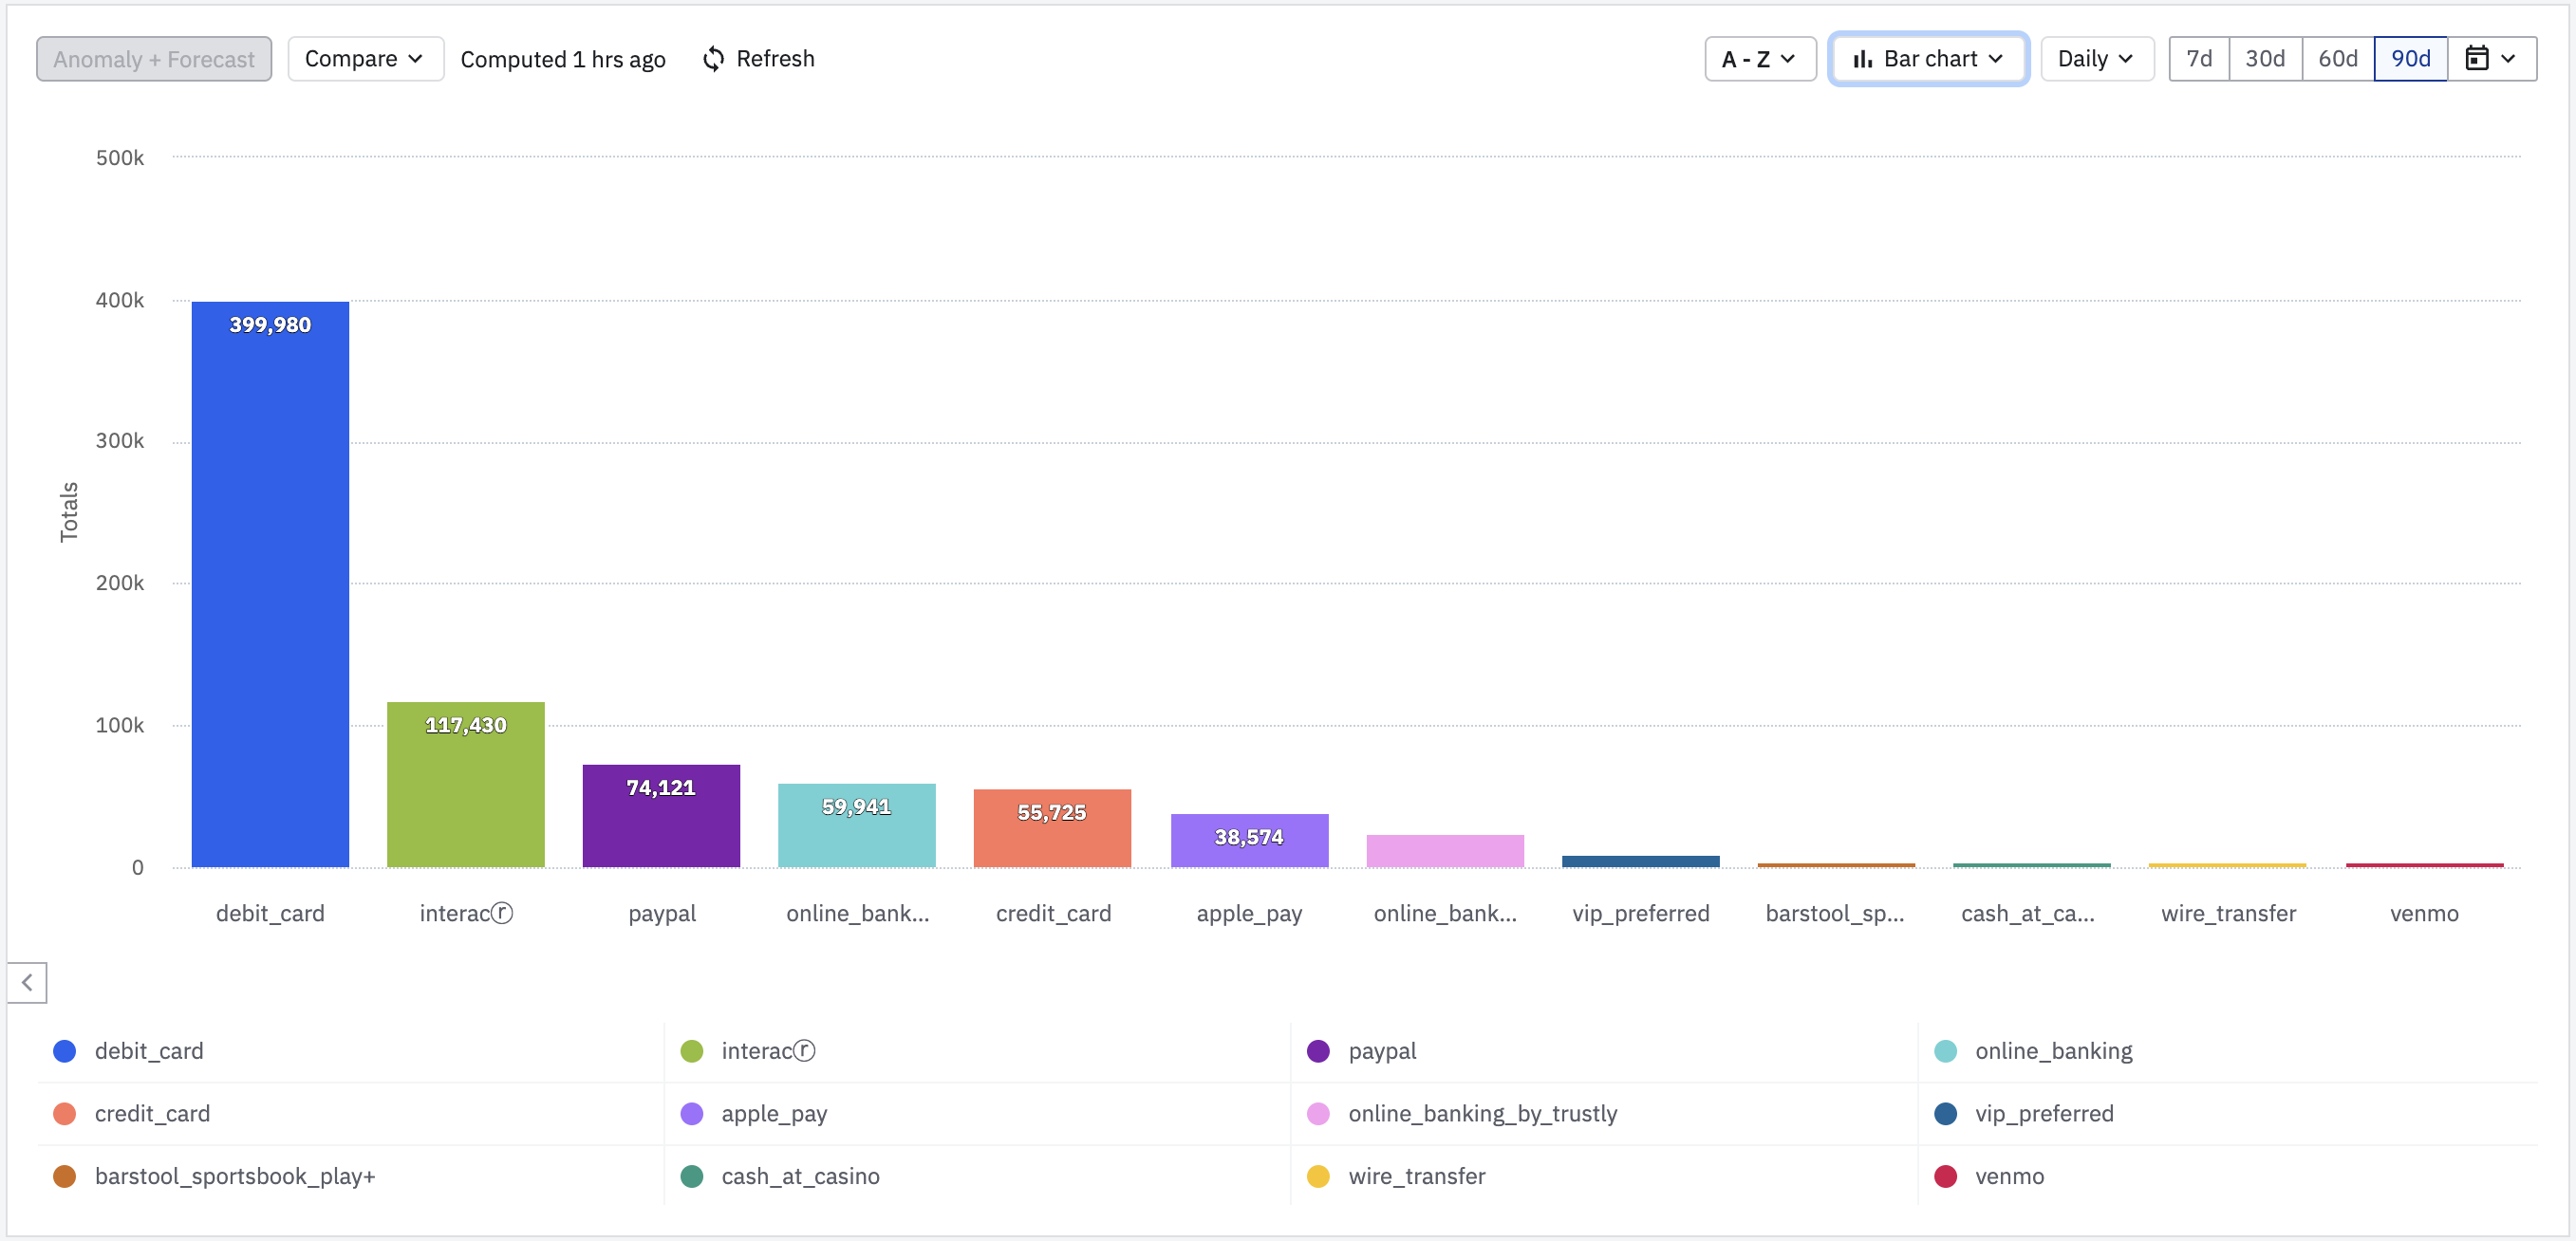 Anomaly + Forecast Compare Computed 1 hrs ago Refresh A - Z Bar chart Daily 7d 30d 60d 90d
500k
400k
300k
200k
100k
0
Totals
399,980
117,430
74,121
59,941
55,725
38,574
debit_card interacⓡ paypal online_bank... credit_card apple_pay online_bank... vip_preferred barstool_sp... cash_at_ca... wire_transfer venmo
debit_card interacⓡ paypal online_banking
credit_card apple_pay online_banking_by_trustly vip_preferred
barstool_sportsbook_play+ cash_at_casino wire_transfer venmo